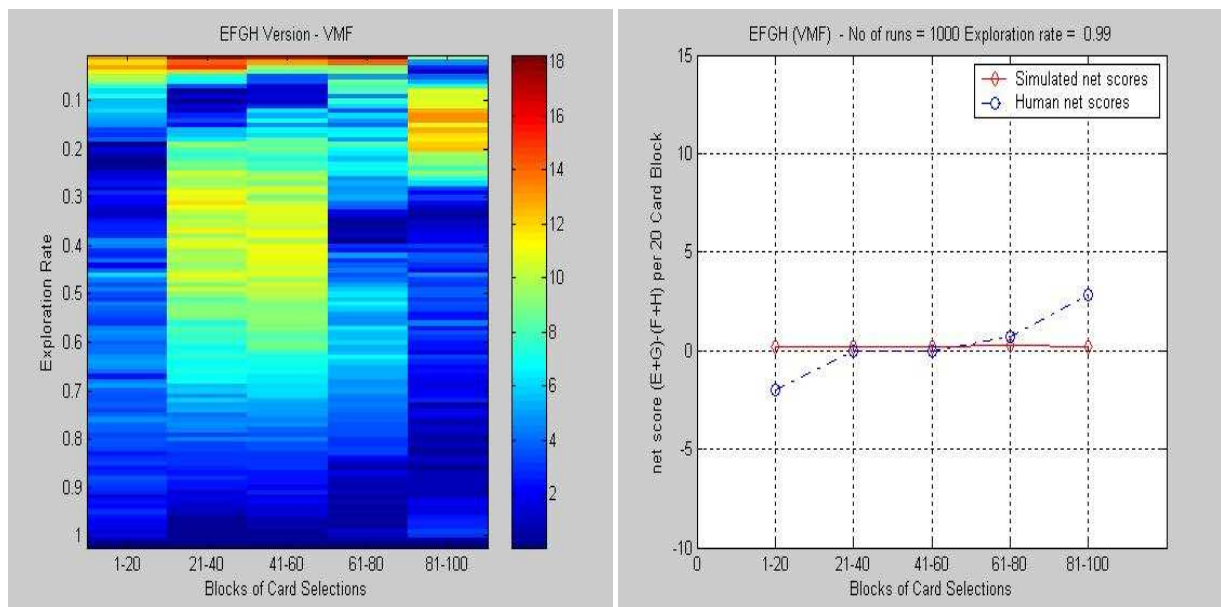 EFGH Version - VMF
18
16
14
12
10
8
6
4
2
0.1
0.2
0.3
0.4
0.5
0.6
0.7
0.8
0.9
1
Exploration Rate
1-20 21-40 41-60 61-80 81-100
Blocks of Card Selections
EFGH (VMF) - No of runs = 1000 Exploration rate = 0.99
Simulated net scores
Human net scores
15
10
5
0
-5
-10
net score (E+G)-(F+H) per 20 Card Block
0 1-20 21-40 41-60 61-80 81-100
Blocks of Card Selections